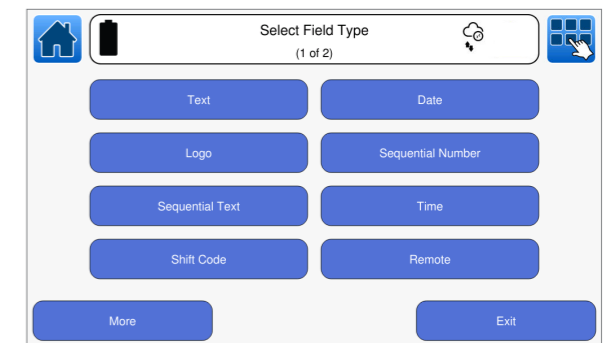 Select Field Type
(1 of 2)
Text
Date
Logo
Sequential Number
Sequential Text
Time
Shift Code
Remote
More
Exit